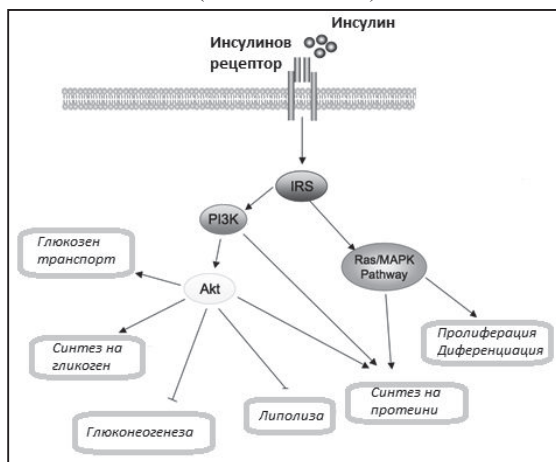 Инсулин
Инсулинов
рецептор
IRS
PI3K
Глюкозен
транспорт
Akt
Ras/MAPK
Pathway
Пролиферация
Диференциация
Синтез на
гликоген
Глюконеогенеза
Липолиза
Синтез на
протеини